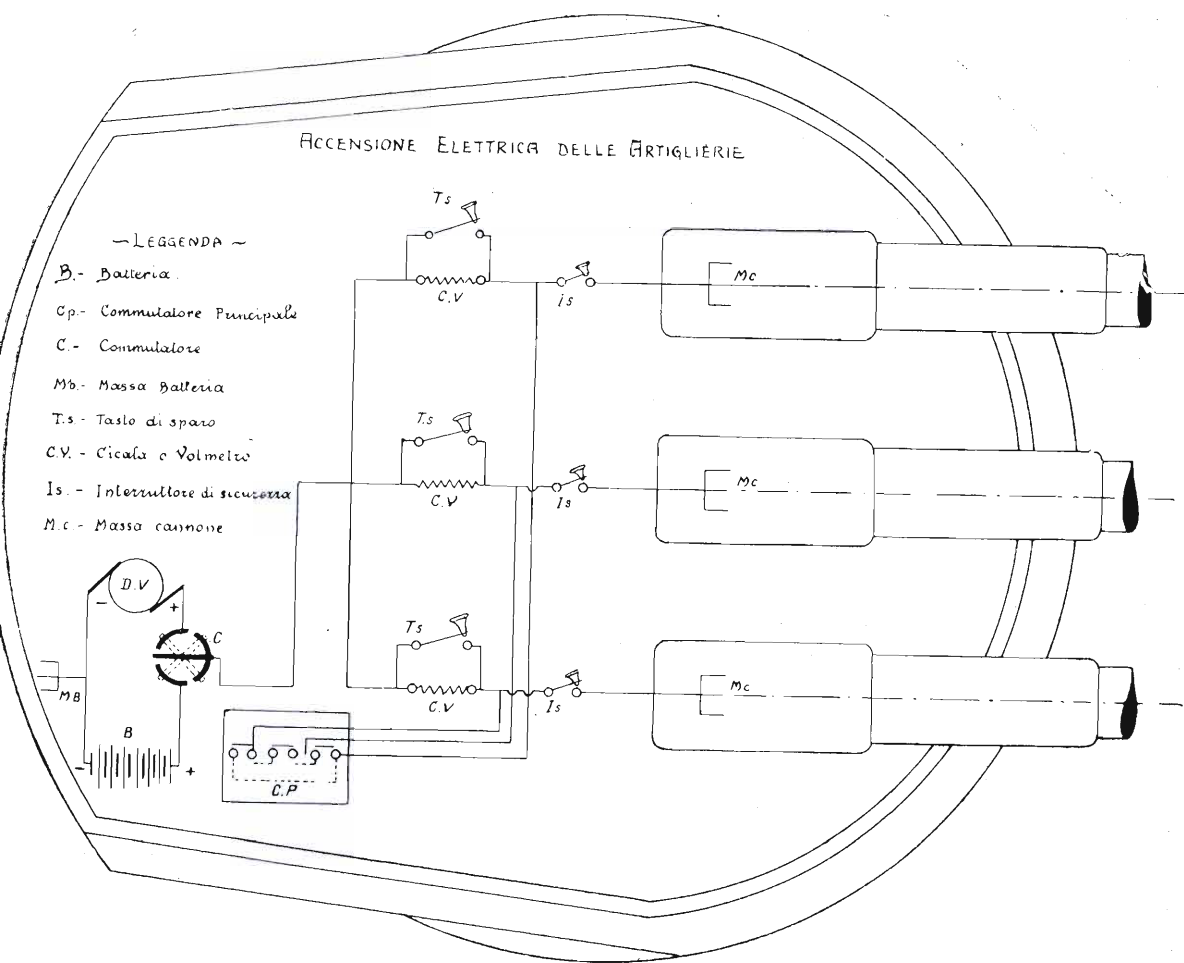 ACCENSIONE ELETTRICA DELLE ARTIGLIERIE
~ LEGGENDA ~
B.- Batteria.
Cp.- Commutatore Principale
C.- Commutatore
Mb.- Massa Batteria
T.s- Tasto di sparo
C.V.- Cicala o Volmetro
Is.- Interruttore di sicurezza
M.c.- Massa cannone
Ts
C.V
is
Mc
T.s
C.V
Is
Mc
Ts
C.V
Is
Mc
D.V
-
+
C
MB
B
-
+
C.P